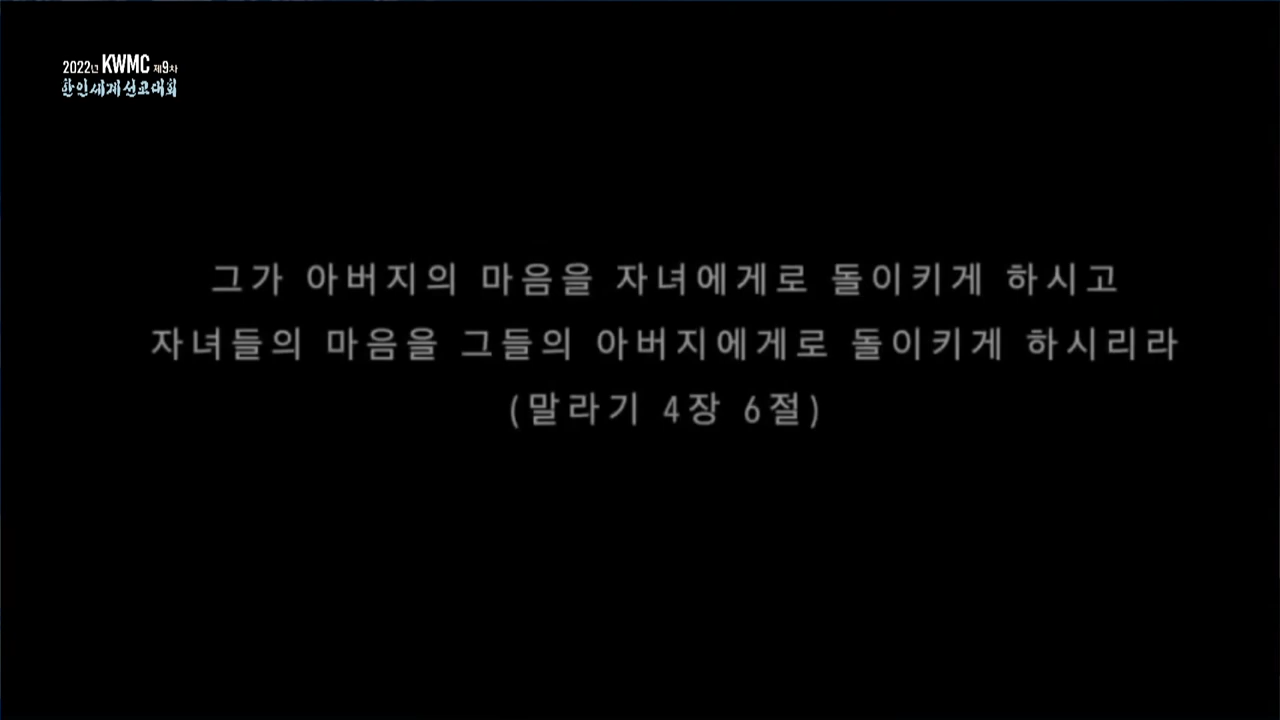 2022년 KWMC 제9차
한인세계선교대회
그가 아버지의 마음을 자녀에게로 돌이키게 하시고
자녀들의 마음을 그들의 아버지에게로 돌이키게 하시리라
(말라기 4장 6절)